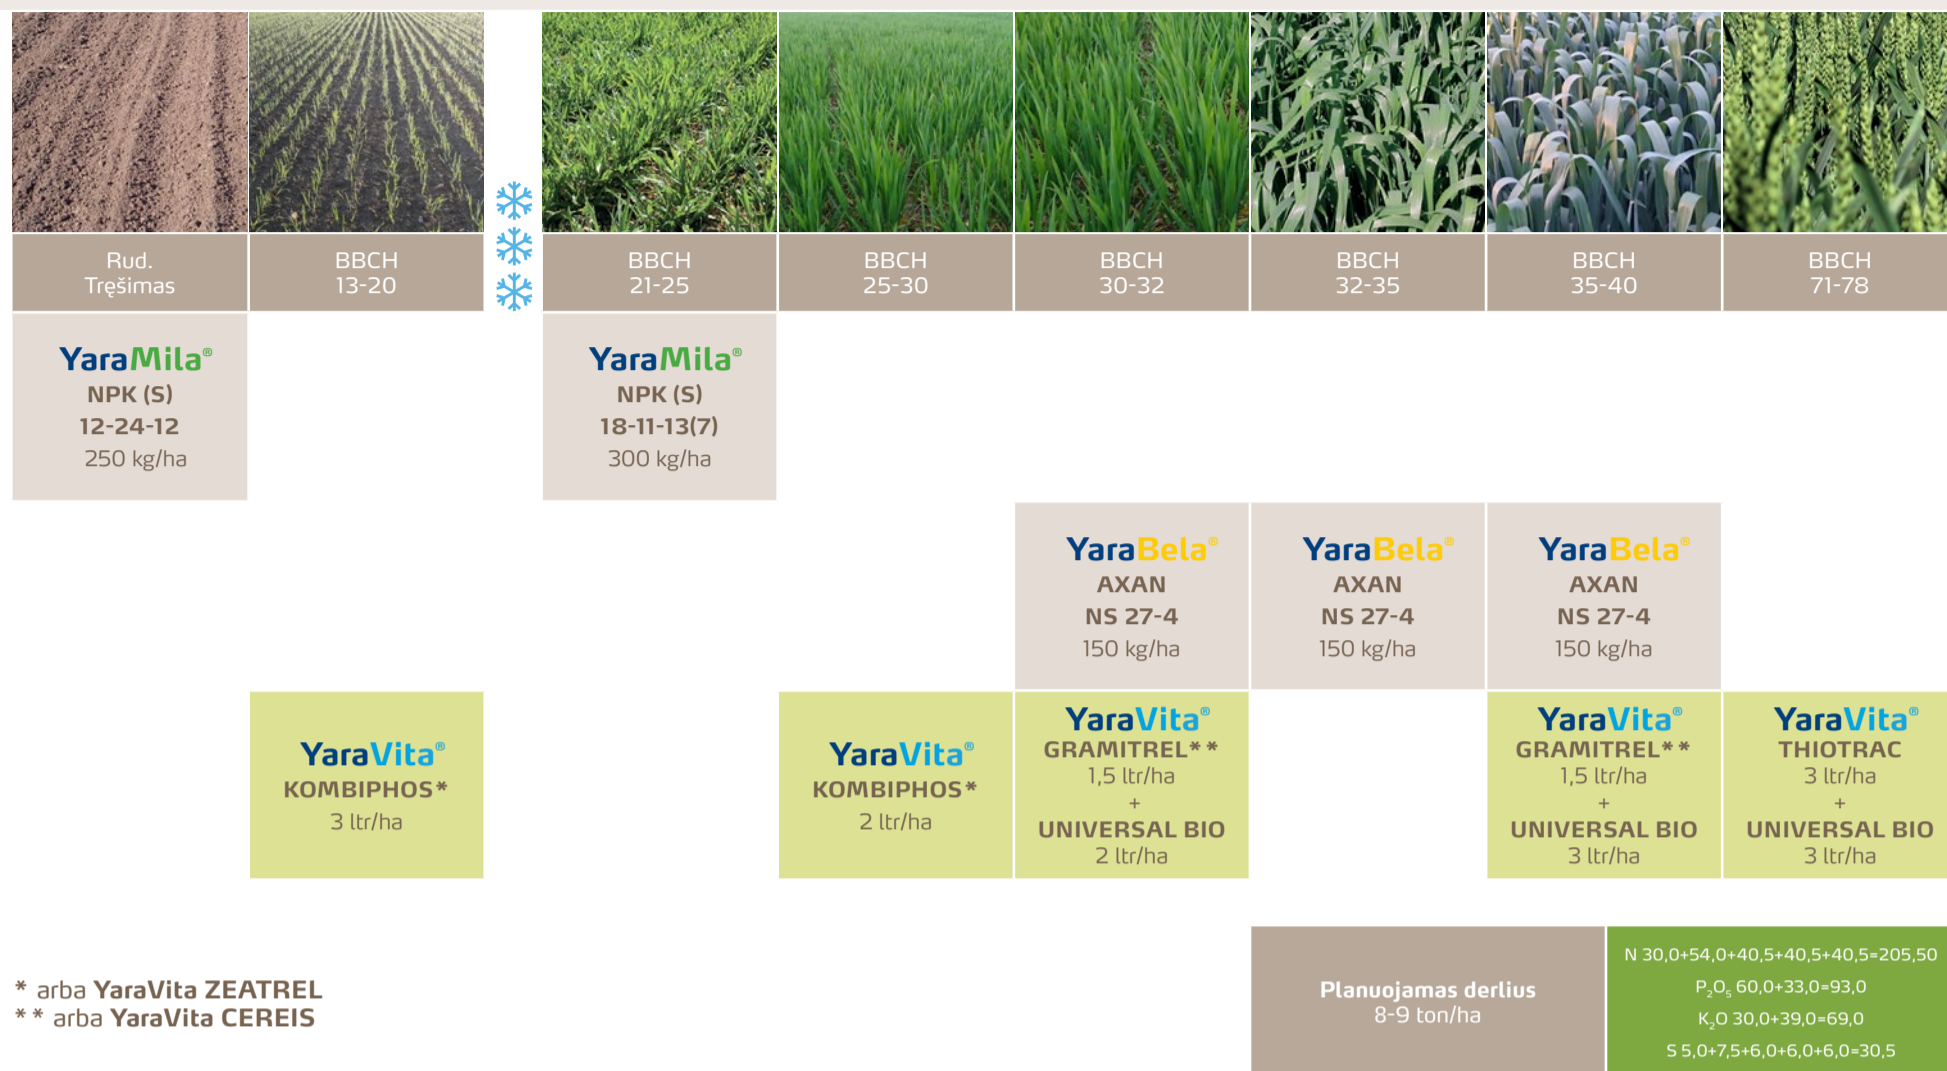 Rud.
Tręšimas
BBCH
13-20
BBCH
21-25
BBCH
25-30
BBCH
30-32
BBCH
32-35
BBCH
35-40
BBCH
71-78
YaraMila®
NPK (S)
12-24-12
250 kg/ha
YaraMila®
NPK (S)
18-11-13(7)
300 kg/ha
YaraBela®
AXAN
NS 27-4
150 kg/ha
YaraBela®
AXAN
NS 27-4
150 kg/ha
YaraBela®
AXAN
NS 27-4
150 kg/ha
YaraVita®
KOMBIPHOS*
3 ltr/ha
YaraVita®
KOMBIPHOS*
2 ltr/ha
YaraVita®
GRAMITREL**
1,5 ltr/ha
+
UNIVERSAL BIO
2 ltr/ha
YaraVita®
GRAMITREL**
1,5 ltr/ha
+
UNIVERSAL BIO
3 ltr/ha
YaraVita®
THIOTRAC
3 ltr/ha
+
UNIVERSAL BIO
3 ltr/ha
* arba YaraVita ZEATREL
** arba YaraVita CEREIS
Planuojamas derlius
8-9 ton/ha
N 30,0+54,0+40,5+40,5+40,5=205,50
P₂O₅ 60,0+33,0=93,0
K₂O 30,0+39,0=69,0
S 5,0+7,5+6,0+6,0+6,0=30,5